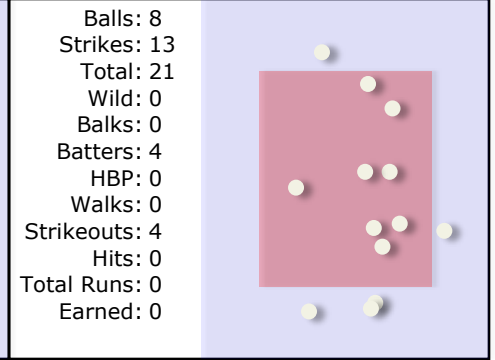 Balls: 8
Strikes: 13
Total: 21
Wild: 0
Balks: 0
Batters: 4
HBP: 0
Walks: 0
Strikeouts: 4
Hits: 0
Total Runs: 0
Earned: 0